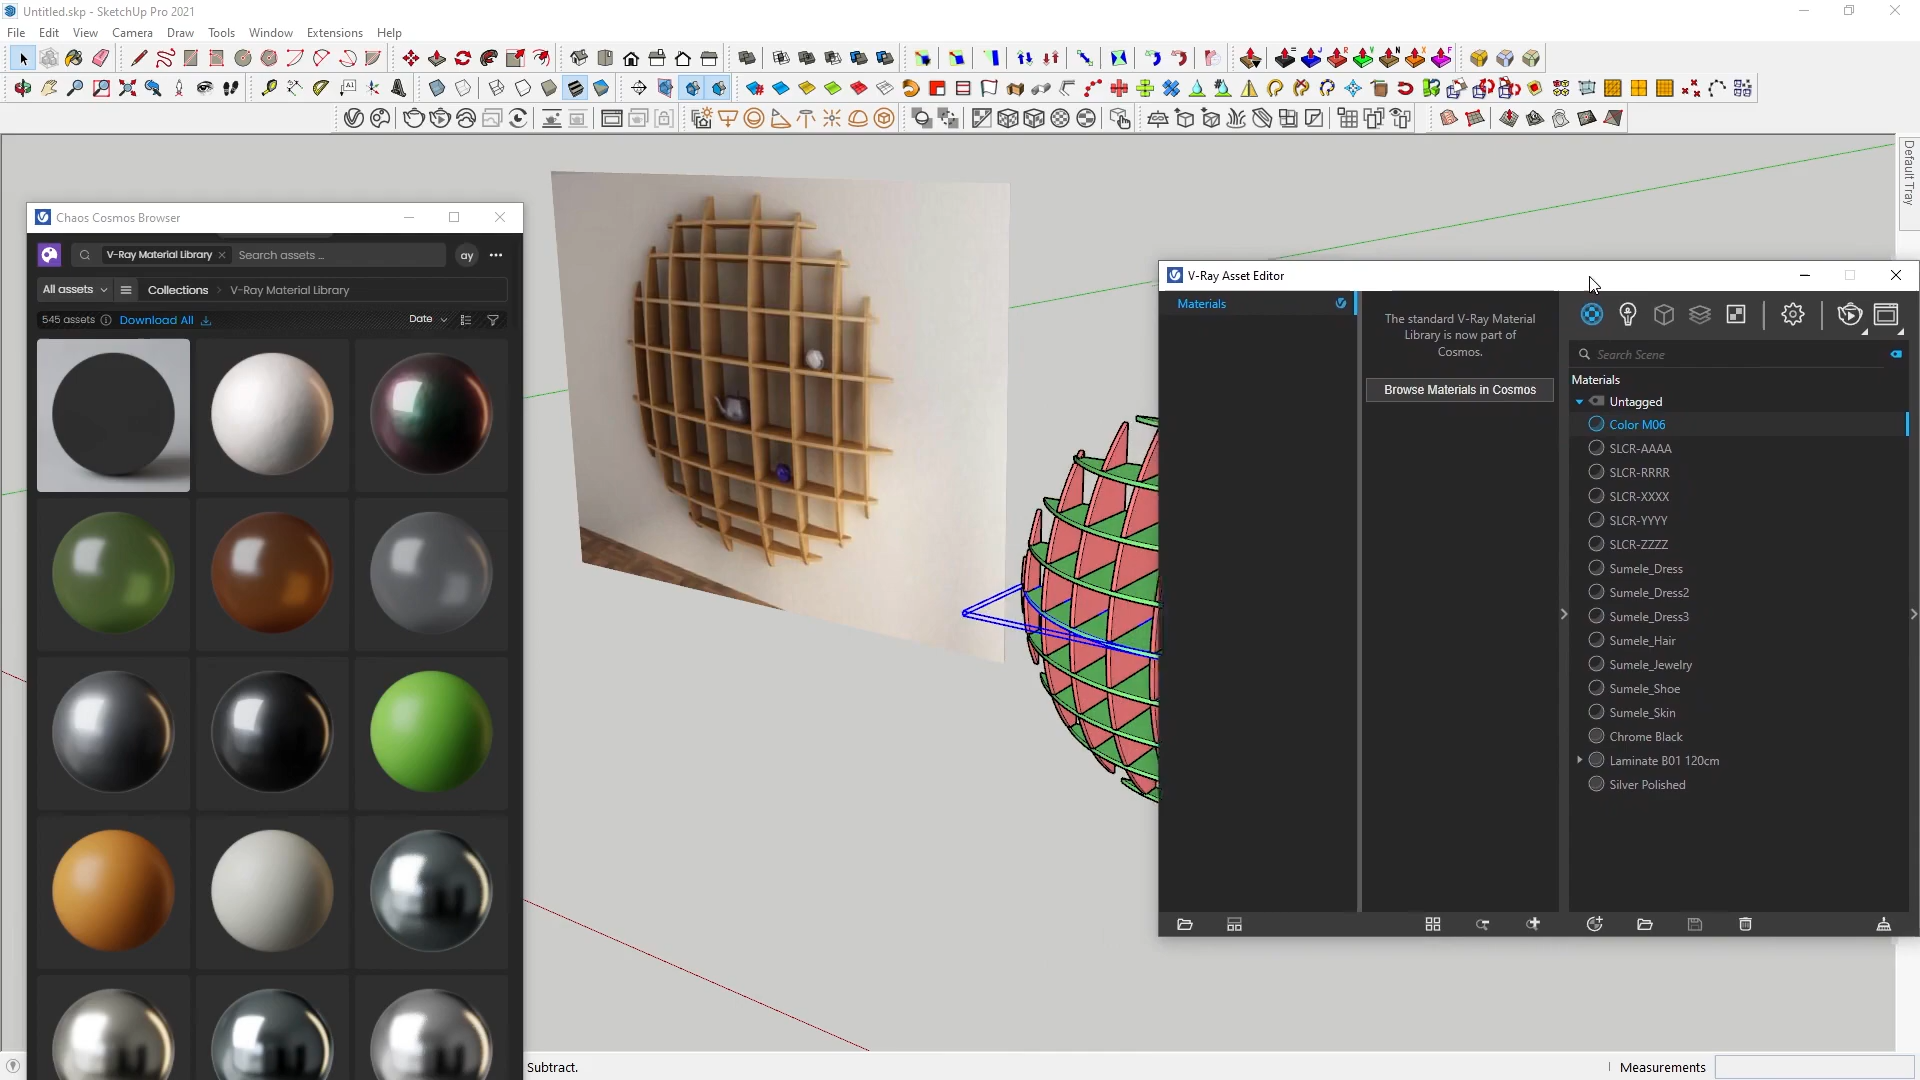 Untitled.skp - SketchUp Pro 2021
File Edit View Camera Draw Tools Window Extensions Help
Default Tray
Chaos Cosmos Browser
V-Ray Material Library Search assets ... ay
All assets Collections V-Ray Material Library
545 assets Download All Date
V-Ray Asset Editor
Materials
The standard V-Ray Material
Library is now part of
Cosmos.
Browse Materials in Cosmos
Search Scene
Materials
Untagged
Color M06
SLCR-AAAA
SLCR-RRRR
SLCR-XXXX
SLCR-YYYY
SLCR-ZZZZ
Sumele_Dress
Sumele_Dress2
Sumele_Dress3
Sumele_Hair
Sumele_Jewelry
Sumele_Shoe
Sumele_Skin
Chrome Black
Laminate B01 120cm
Silver Polished
Subtract.
Measurements